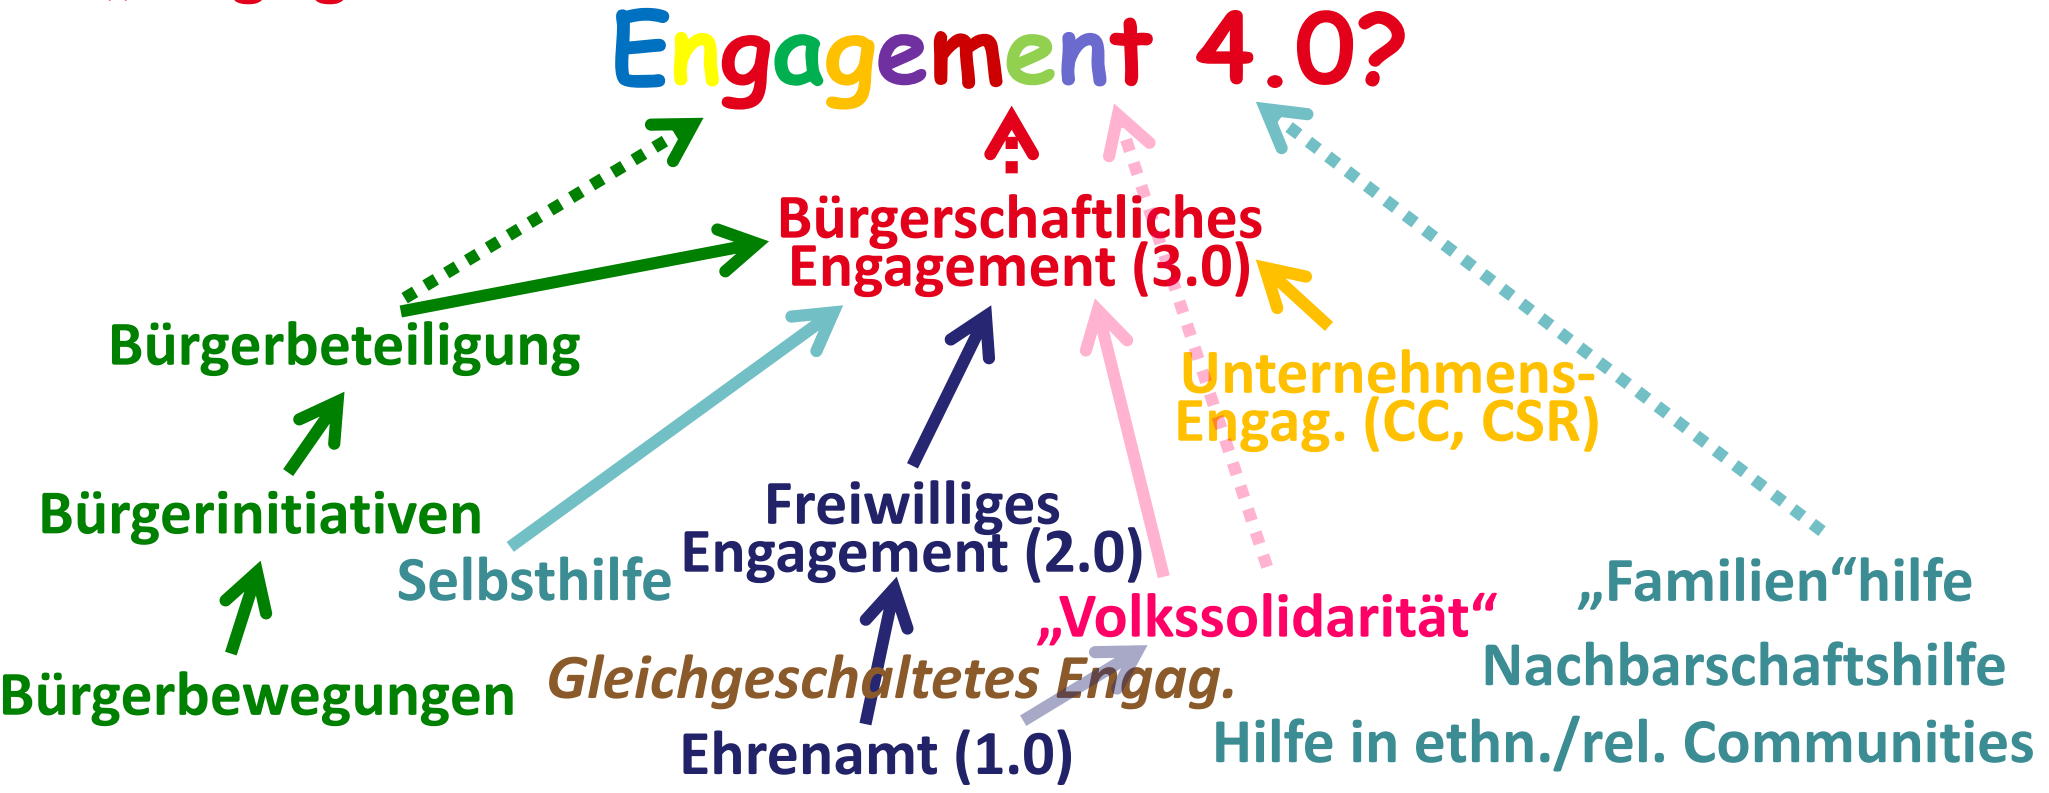 Engagement 4.0?
Bürgerschaftliches
Engagement (3.0)
Bürgerbeteiligung
Unternehmens-
Engag. (CC, CSR)
Bürgerinitiativen
Freiwilliges
Engagement (2.0)
Selbsthilfe
„Familien“hilfe
„Volkssolidarität“
Nachbarschaftshilfe
Gleichgeschaltetes Engag.
Bürgerbewegungen
Hilfe in ethn./rel. Communities
Ehrenamt (1.0)